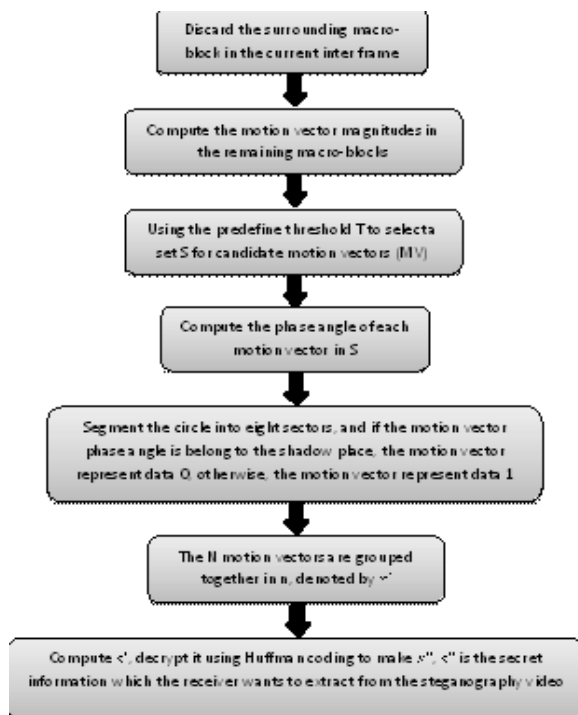 Discard the surrounding macro-
block in the current inter frame
Compute the motion vector magnitudes in
the remaining macro-blocks
Using the predefine threshold T to select a
set S for candidate motion vectors (MV)
Compute the phase angle of each
motion vector in S
Segment the circle into eight sectors, and if the motion vector
phase angle is belong to the shadow place, the motion vector
represent data 0, otherwise, the motion vector represent data 1
The N motion vectors are grouped
together in n, denoted by
Compute decrypt it using Huffman coding to make is the secret
information which the receiver wants to extract from the steganography video